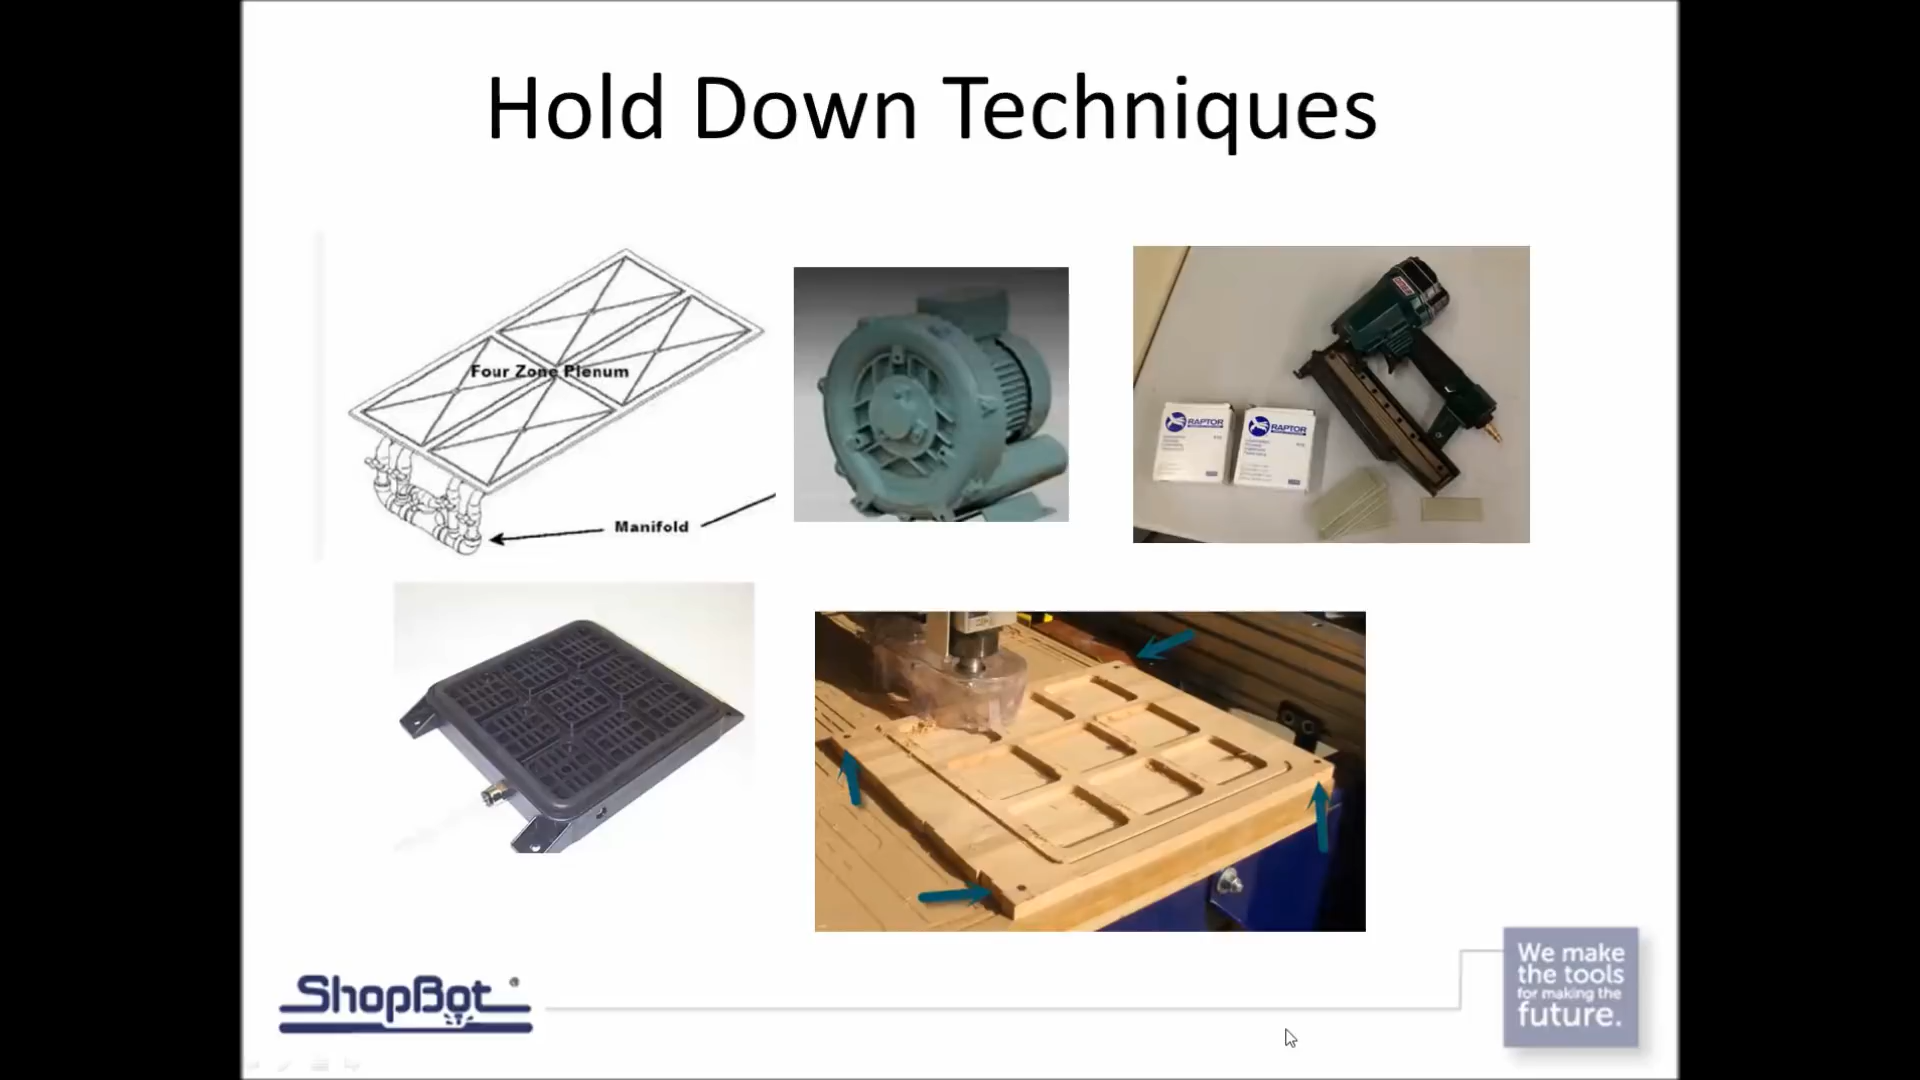 Hold Down Techniques
Four Zone Plenum
Manifold
RAPTOR
RAPTOR
ShopBot
We make
the tools
for making the
future.